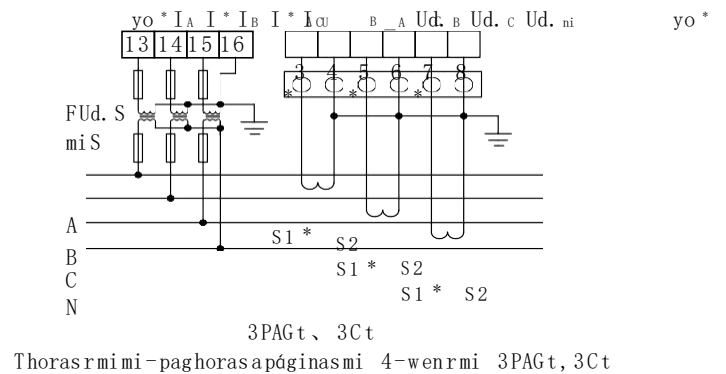 yo * IA I * IB I * IC U B _ A Ud. B Ud. C Ud. ni yo *
13 14 15 16
3 4 5 6 7 8
* * *
FUd. S
mi S
A
B
C
N
S1 * S2
S1 * S2
S1 * S2
3PAGt、3Ct
Thorasrmimi-paghorasapáginasmi 4-wenrmi 3PAGt,3Ct